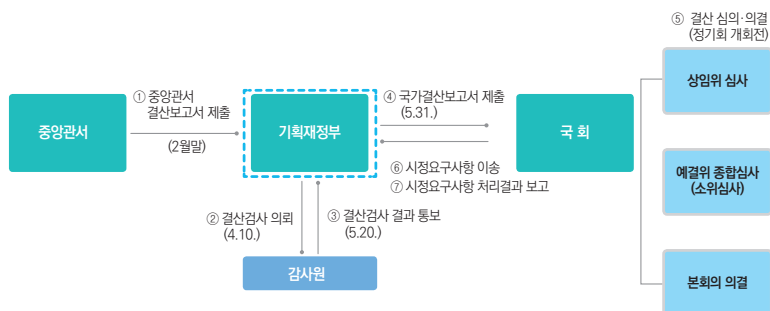 ⑤ 결산 심의·의결
(정기회 개회전)
상임위 심사
① 중앙관서
결산보고서 제출
④ 국가결산보고서 제출
(5.31.)
중앙관서
기획재정부
국 회
(2월말)
⑥ 시정요구사항 이송
⑦ 시정요구사항 처리결과 보고
예결위 종합심사
(소위심사)
② 결산검사 의뢰
(4.10.)
③ 결산검사 결과 통보
(5.20.)
감사원
본회의 의결